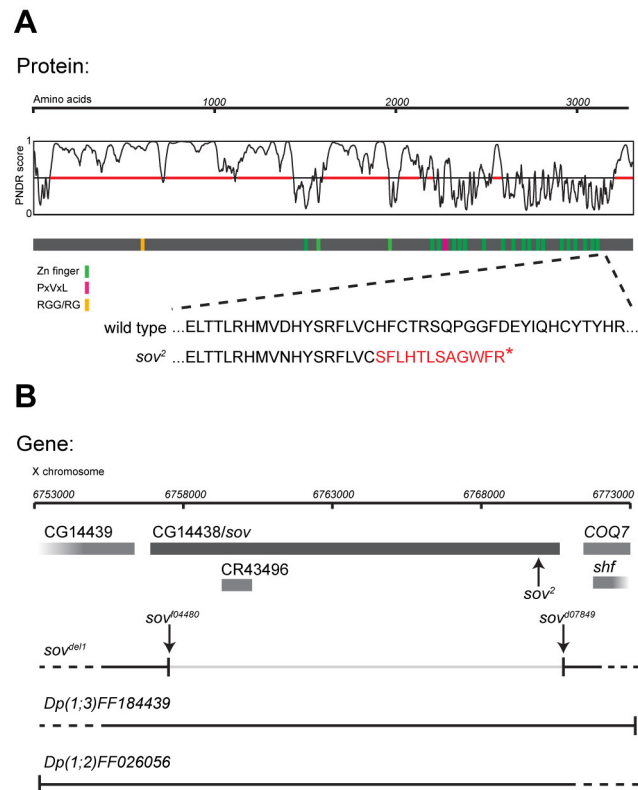 A
Protein:
Amino acids 1000 2000 3000
1
PNDR score
0
Zn finger
PxVxL
RGG/RG
wild type ...ELTTLRHMVDHYSRFLVCHFCTRSQPGGFDEYIQHCYTYHR...
sov² ...ELTTLRHMVNHYSRFLVCSFLHTLSAGWFR*
B
Gene:
X chromosome
6753000 6758000 6763000 6768000 6773000
CG14439 CG14438/sov COQ7
CR43496 shf
sov²
sovf04480 sovd07849
sovdel1
Dp(1;3)FF184439
Dp(1;2)FF026056